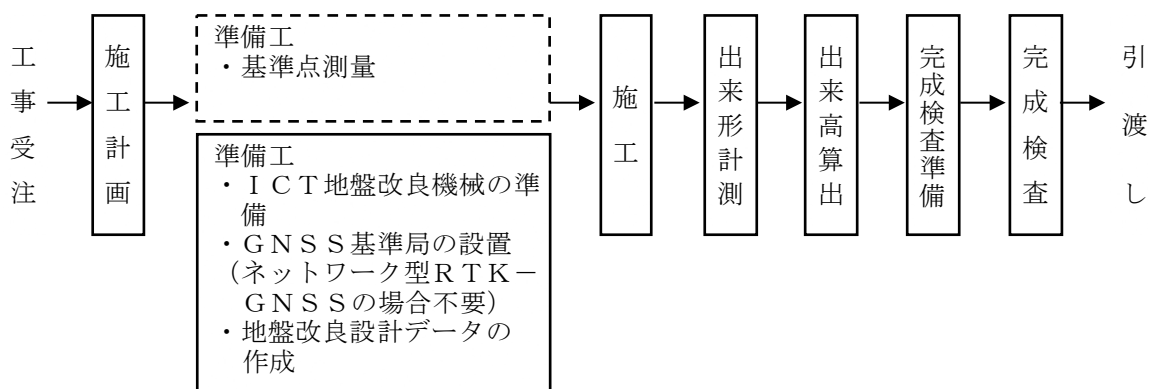 工事受注
施工計画
準備工
・基準点測量
準備工
・ＩＣＴ地盤改良機械の準
備
・ＧＮＳＳ基準局の設置
（ネットワーク型ＲＴＫ－
ＧＮＳＳの場合不要）
・地盤改良設計データの
作成
施工
出来形計測
出来高算出
完成検査準備
完成検査
引渡し